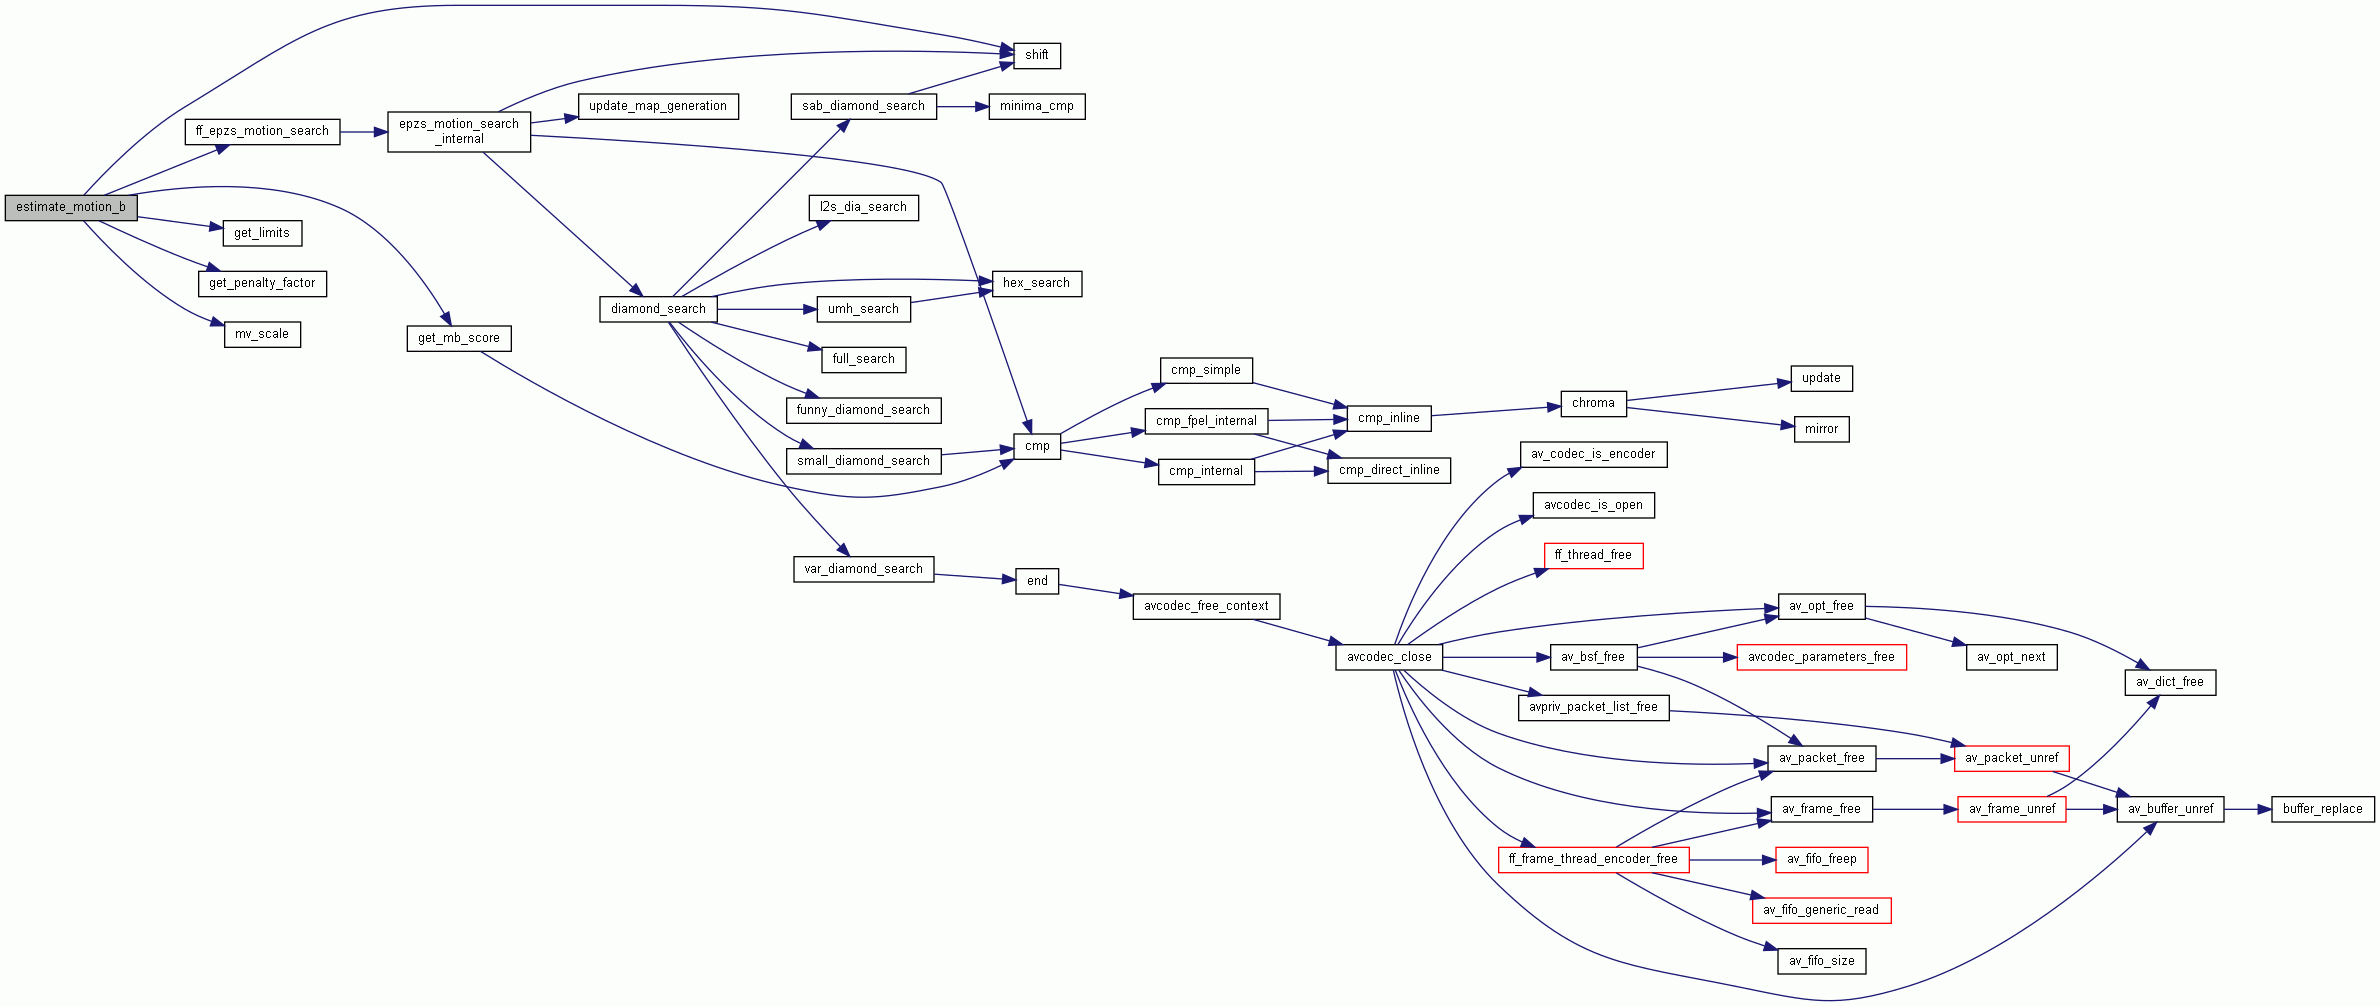 estimate_motion_b
ff_epzs_motion_search
get_limits
get_penalty_factor
mv_scale
epzs_motion_search
_internal
get_mb_score
update_map_generation
diamond_search
sab_diamond_search
l2s_dia_search
umh_search
full_search
funny_diamond_search
small_diamond_search
var_diamond_search
shift
minima_cmp
hex_search
cmp
end
cmp_simple
cmp_fpel_internal
cmp_internal
avcodec_free_context
cmp_inline
cmp_direct_inline
avcodec_close
chroma
av_codec_is_encoder
avcodec_is_open
ff_thread_free
av_bsf_free
avpriv_packet_list_free
ff_frame_thread_encoder_free
update
mirror
av_opt_free
avcodec_parameters_free
av_packet_free
av_frame_free
av_fifo_freep
av_fifo_generic_read
av_fifo_size
av_opt_next
av_packet_unref
av_frame_unref
av_dict_free
av_buffer_unref
buffer_replace